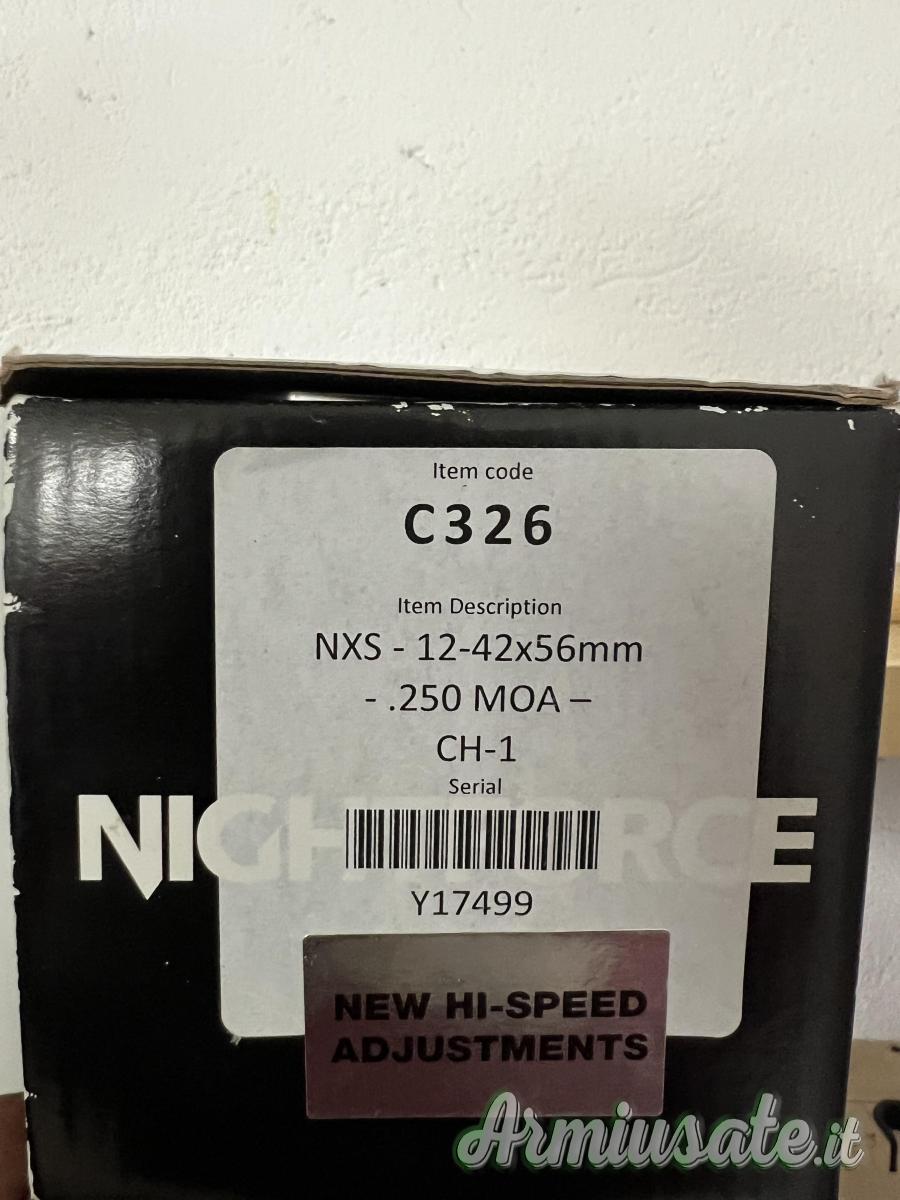 Item code
C326
Item Description
NXS - 12-42x56mm
- .250 MOA –
CH-1
Serial
NIGHTFORCE
Y17499
NEW HI-SPEED
ADJUSTMENTS
Armiusate.it